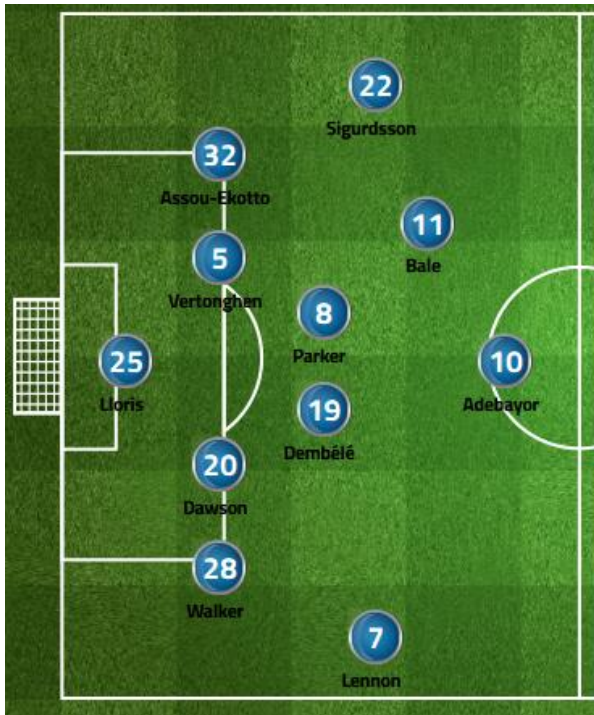 22
Sigurdsson
32
Assou-Ekotto
11
Bale
5
Vertonghen
8
Parker
25
Lloris
10
Adebayor
19
Dembélé
20
Dawson
28
Walker
7
Lennon